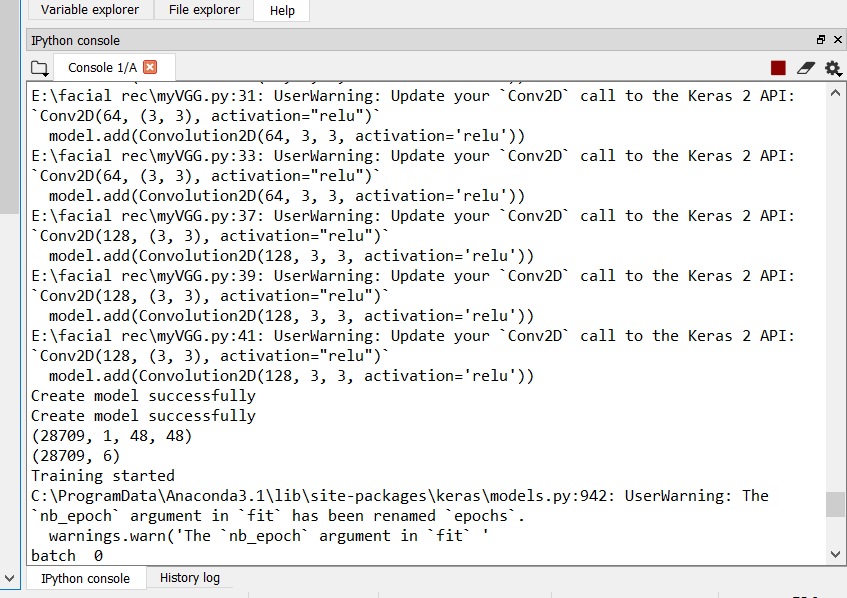 Variable explorer File explorer Help
IPython console
Console 1/A
E:\facial rec\myVGG.py:31: UserWarning: Update your `Conv2D` call to the Keras 2 API:
`Conv2D(64, (3, 3), activation="relu")`
  model.add(Convolution2D(64, 3, 3, activation='relu'))
E:\facial rec\myVGG.py:33: UserWarning: Update your `Conv2D` call to the Keras 2 API:
`Conv2D(64, (3, 3), activation="relu")`
  model.add(Convolution2D(64, 3, 3, activation='relu'))
E:\facial rec\myVGG.py:37: UserWarning: Update your `Conv2D` call to the Keras 2 API:
`Conv2D(128, (3, 3), activation="relu")`
  model.add(Convolution2D(128, 3, 3, activation='relu'))
E:\facial rec\myVGG.py:39: UserWarning: Update your `Conv2D` call to the Keras 2 API:
`Conv2D(128, (3, 3), activation="relu")`
  model.add(Convolution2D(128, 3, 3, activation='relu'))
E:\facial rec\myVGG.py:41: UserWarning: Update your `Conv2D` call to the Keras 2 API:
`Conv2D(128, (3, 3), activation="relu")`
  model.add(Convolution2D(128, 3, 3, activation='relu'))
Create model successfully
Create model successfully
(28709, 1, 48, 48)
(28709, 6)
Training started
C:\ProgramData\Anaconda3.1\lib\site-packages\keras\models.py:942: UserWarning: The
`nb_epoch` argument in `fit` has been renamed `epochs`.
  warnings.warn('The `nb_epoch` argument in `fit` '
batch  0
IPython console History log